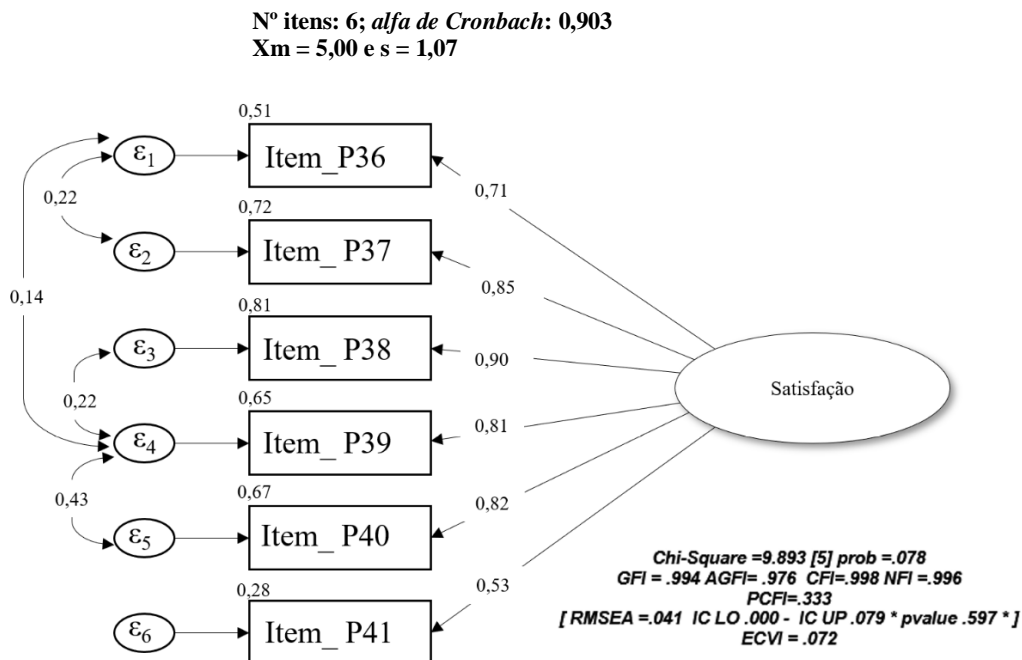 Nº itens: 6; alfa de Cronbach: 0,903
Xm = 5,00 e s = 1,07
0,51
ε1
Item_P36
0,71
0,22
0,72
ε2
Item_ P37
0,85
0,14
0,81
ε3
Item_ P38
0,90
Satisfação
0,22
0,65
ε4
Item_ P39
0,81
0,43
0,67
ε5
Item_ P40
0,82
0,28
ε6
Item_ P41
0,53
Chi-Square =9.893 [5] prob =.078
GFI = .994 AGFI= .976 CFI=.998 NFI =.996
PCFI=.333
[ RMSEA =.041 IC LO .000 - IC UP .079 * pvalue .597 * ]
ECVI = .072